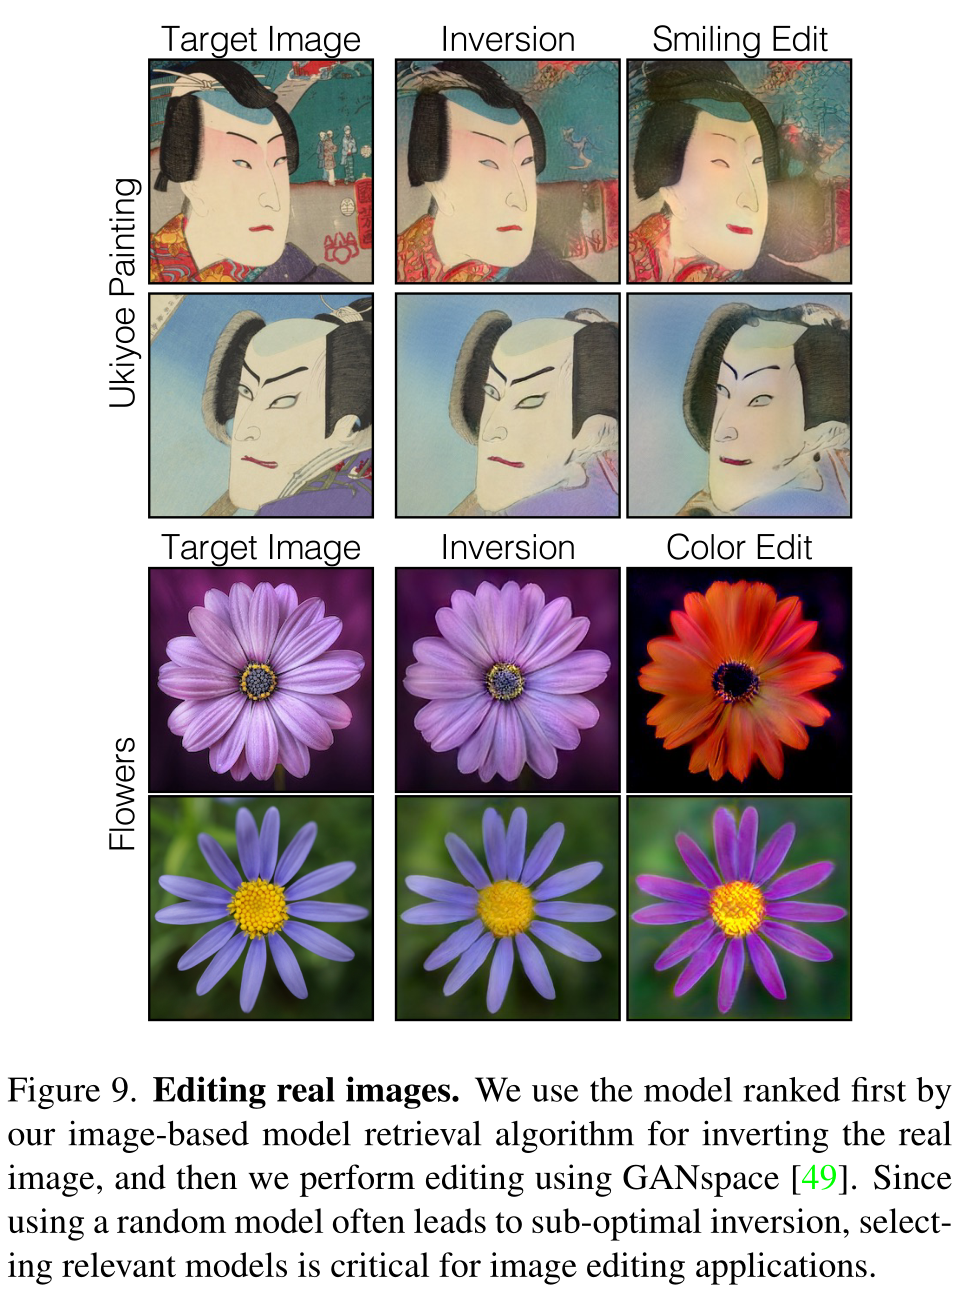 Target Image Inversion Smiling Edit
Ukiyoe Painting
Target Image Inversion Color Edit
Flowers
Figure 9. Editing real images. We use the model ranked first by
our image-based model retrieval algorithm for inverting the real
image, and then we perform editing using GANspace [49]. Since
using a random model often leads to sub-optimal inversion, select-
ing relevant models is critical for image editing applications.